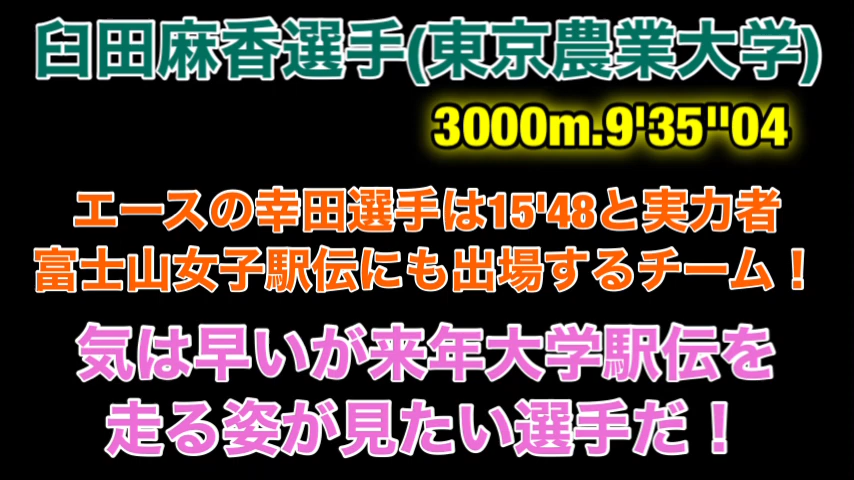 臼田麻香選手(東京農業大学)
3000m.9'35"04
エースの幸田選手は15'48と実力者
富士山女子駅伝にも出場するチーム！
気は早いが来年大学駅伝を
走る姿が見たい選手だ！